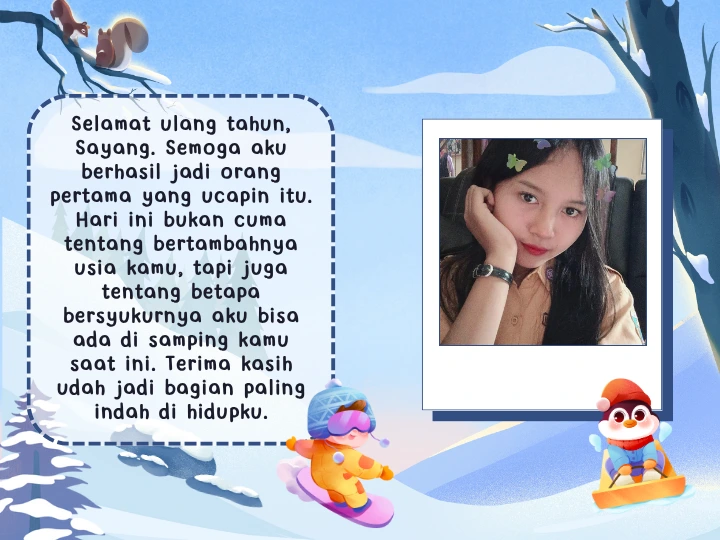 Selamat ulang tahun,
Sayang. Semoga aku
berhasil jadi orang
pertama yang ucapin itu.
Hari ini bukan cuma
tentang bertambahnya
usia kamu, tapi juga
tentang betapa
bersyukurnya aku bisa
ada di samping kamu
saat ini. Terima kasih
udah jadi bagian paling
indah di hidupku.